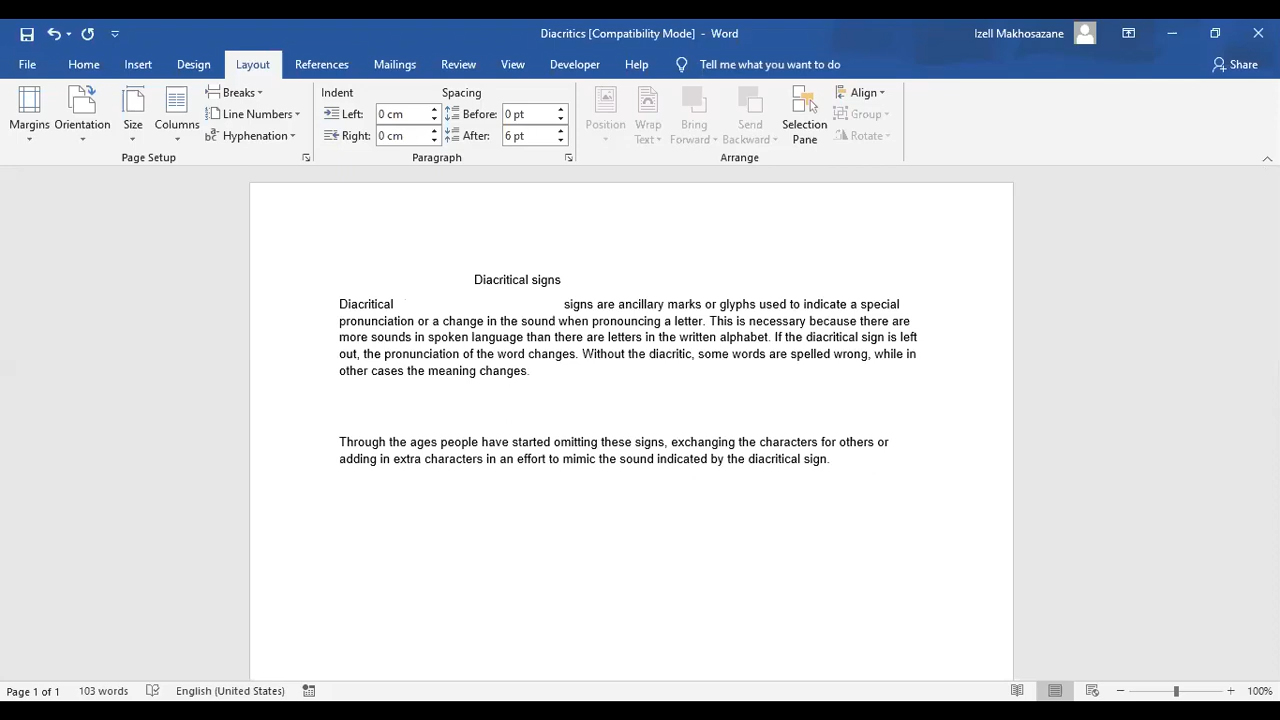 Diacritics [Compatibility Mode] - Word
Izell Makhosazane
File Home Insert Design Layout References Mailings Review View Developer Help Tell me what you want to do Share
Margins Orientation Size Columns
Breaks
Line Numbers
Hyphenation
Page Setup
Indent
Left: 0 cm
Right: 0 cm
Spacing
Before: 0 pt
After: 6 pt
Paragraph
Position
Wrap Text
Bring Forward
Send Backward
Selection Pane
Align
Group
Rotate
Arrange
Diacritical signs
Diacritical signs are ancillary marks or glyphs used to indicate a special
pronunciation or a change in the sound when pronouncing a letter. This is necessary because there are
more sounds in spoken language than there are letters in the written alphabet. If the diacritical sign is left
out, the pronunciation of the word changes. Without the diacritic, some words are spelled wrong, while in
other cases the meaning changes.
Through the ages people have started omitting these signs, exchanging the characters for others or
adding in extra characters in an effort to mimic the sound indicated by the diacritical sign.
Page 1 of 1 103 words English (United States) 100%